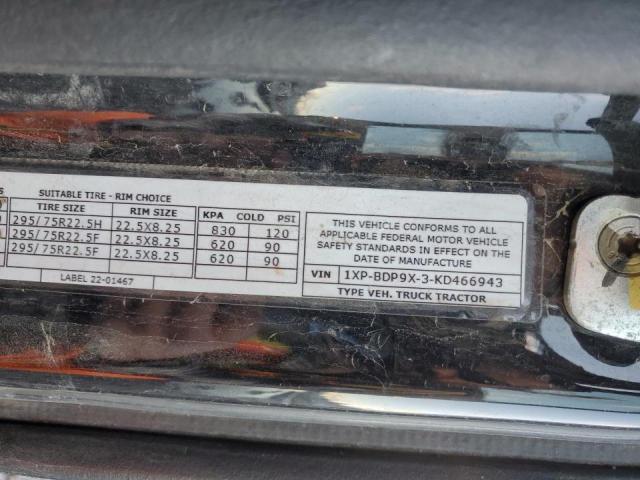 S SUITABLE TIRE - RIM CHOICE
TIRE SIZE RIM SIZE KPA COLD PSI
295/75R22.5H 22.5X8.25 830 120
295/75R22.5F 22.5X8.25 620 90
295/75R22.5F 22.5X8.25 620 90
LABEL 22-01467
THIS VEHICLE CONFORMS TO ALL
APPLICABLE FEDERAL MOTOR VEHICLE
SAFETY STANDARDS IN EFFECT ON THE
DATE OF MANUFACTURE
VIN 1XP-BDP9X-3-KD466943
TYPE VEH. TRUCK TRACTOR